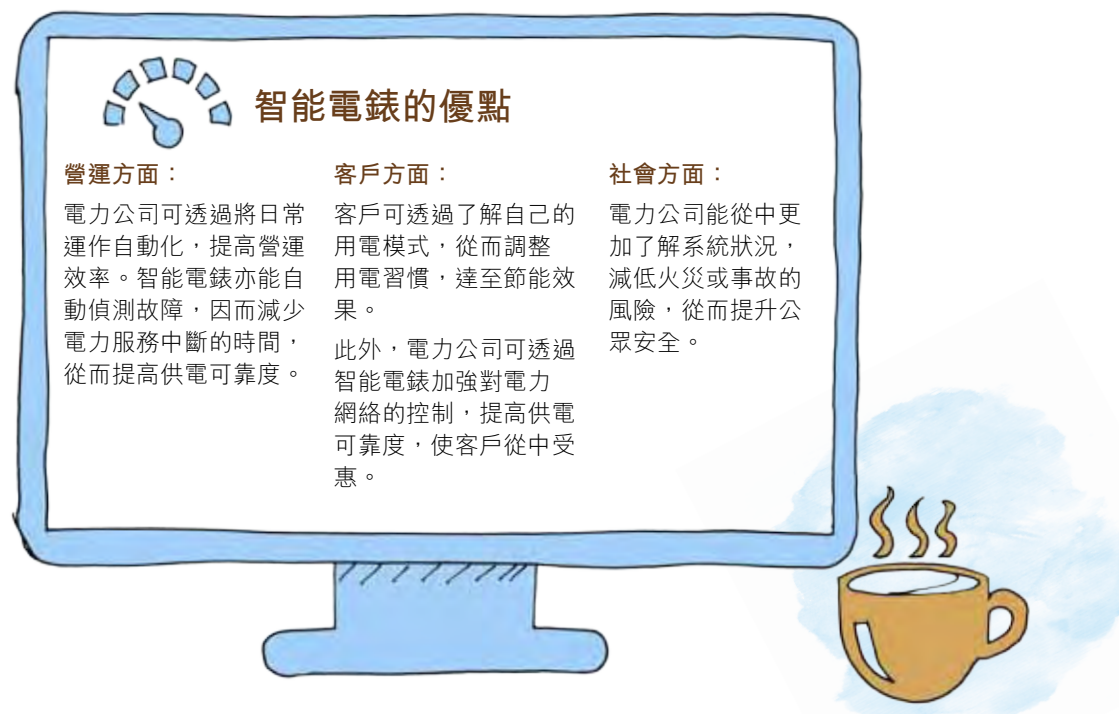 智能電錶的優點
營運方面：
電力公司可透過將日常
運作自動化，提高營運
效率。智能電錶亦能自
動偵測故障，因而減少
電力服務中斷的時間，
從而提高供電可靠度。
客戶方面：
客戶可透過了解自己的
用電模式，從而調整
用電習慣，達至節能效
果。
此外，電力公司可透過
智能電錶加強對電力
網絡的控制，提高供電
可靠度，使客戶從中受
惠。
社會方面：
電力公司能從中更
加了解系統狀況，
減低火災或事故的
風險，從而提升公
眾安全。